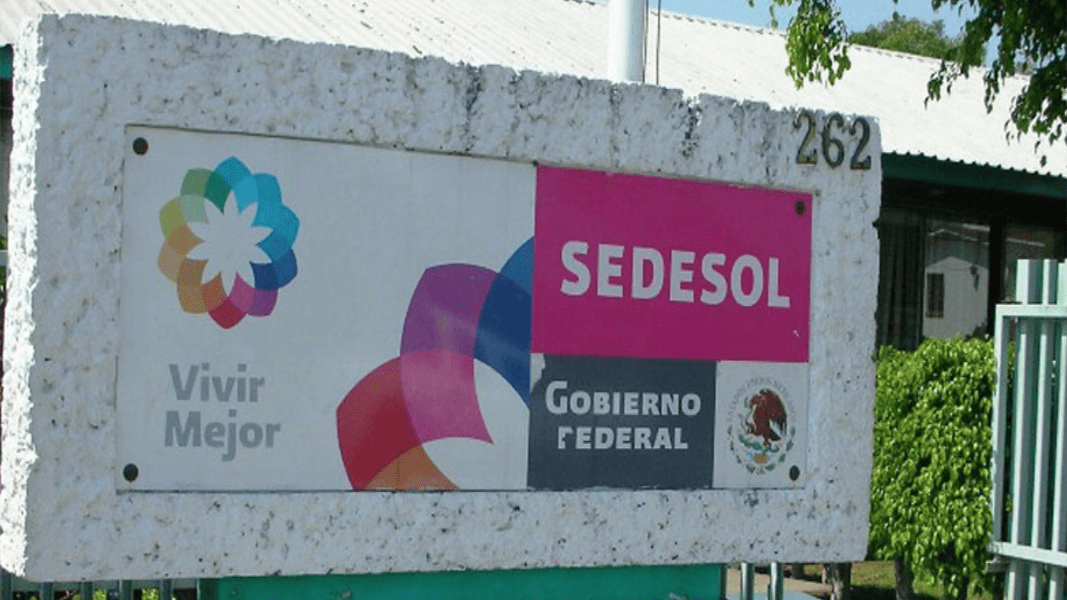 262
Vivir
Mejor
SEDESOL
GOBIERNO
FEDERAL